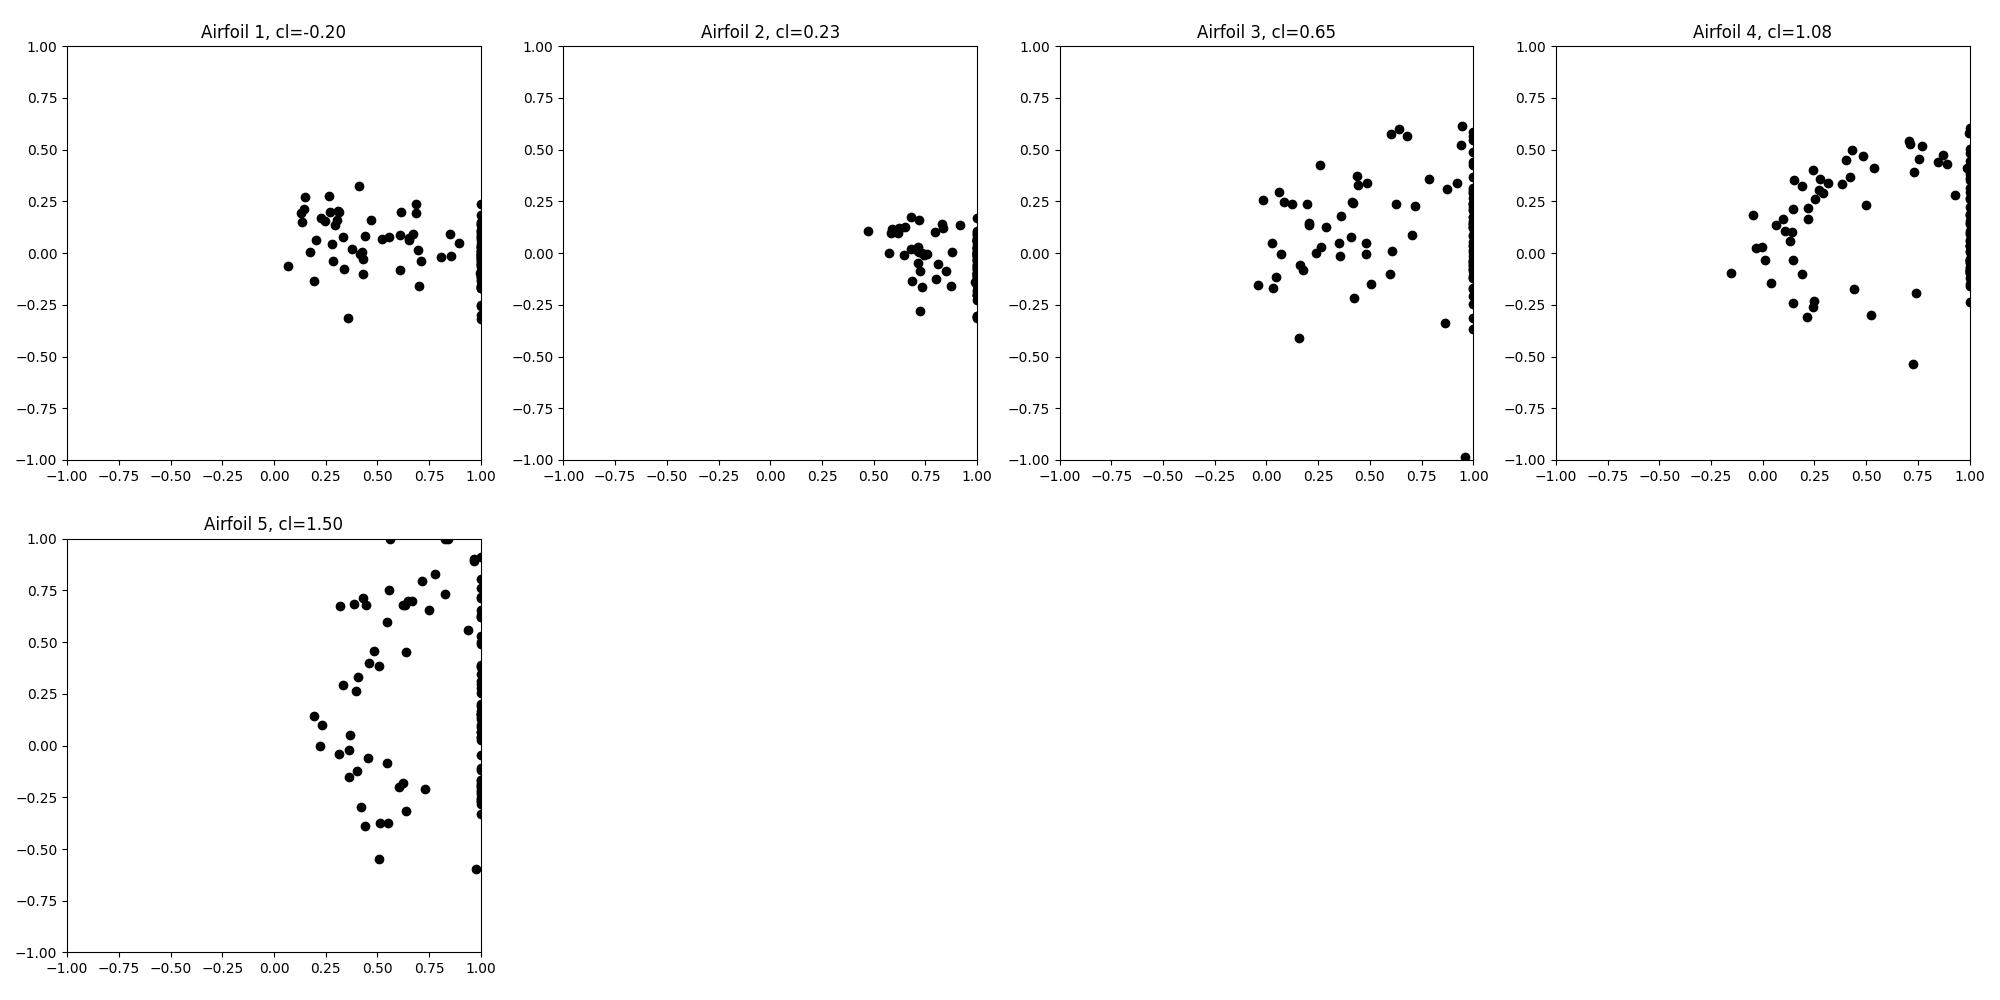 Airfoil 1, cl=-0.20
Airfoil 2, cl=0.23
Airfoil 3, cl=0.65
Airfoil 4, cl=1.08
1.00 1.00 1.00 1.00
0.75 0.75 0.75 0.75
0.50 0.50 0.50 0.50
0.25 0.25 0.25 0.25
0.00 0.00 0.00 0.00
−0.25 −0.25 −0.25 −0.25
−0.50 −0.50 −0.50 −0.50
−0.75 −0.75 −0.75 −0.75
−1.00 −1.00 −1.00 −1.00
−1.00 −0.75 −0.50 −0.25 0.00 0.25 0.50 0.75 1.00
−1.00 −0.75 −0.50 −0.25 0.00 0.25 0.50 0.75 1.00
−1.00 −0.75 −0.50 −0.25 0.00 0.25 0.50 0.75 1.00
−1.00 −0.75 −0.50 −0.25 0.00 0.25 0.50 0.75 1.00
Airfoil 5, cl=1.50
1.00
0.75
0.50
0.25
0.00
−0.25
−0.50
−0.75
−1.00
−1.00 −0.75 −0.50 −0.25 0.00 0.25 0.50 0.75 1.00